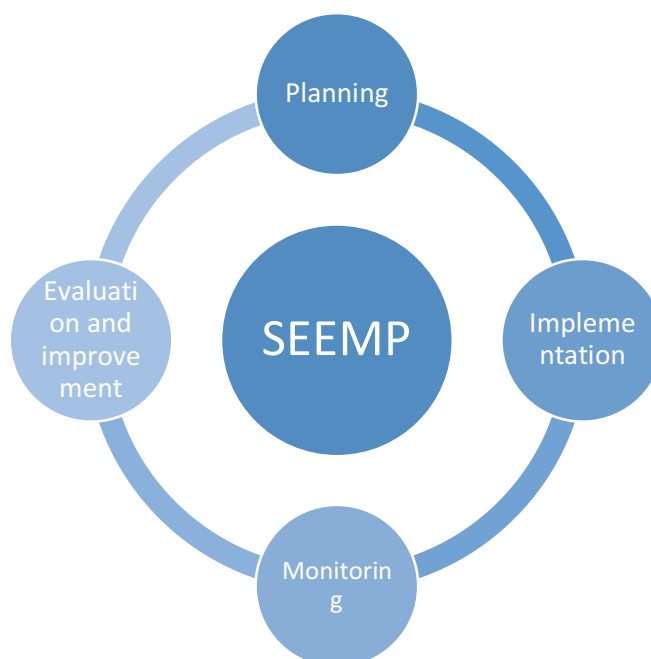 Planning
Evaluati
on and
improve
ment
SEEMP
Impleme
ntation
Monitorin
g